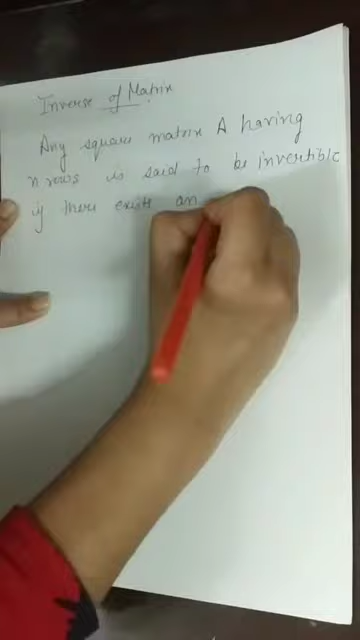 Inverse of Matrix
Any square matrix A having
n rows is said to be invertible
if there exists an